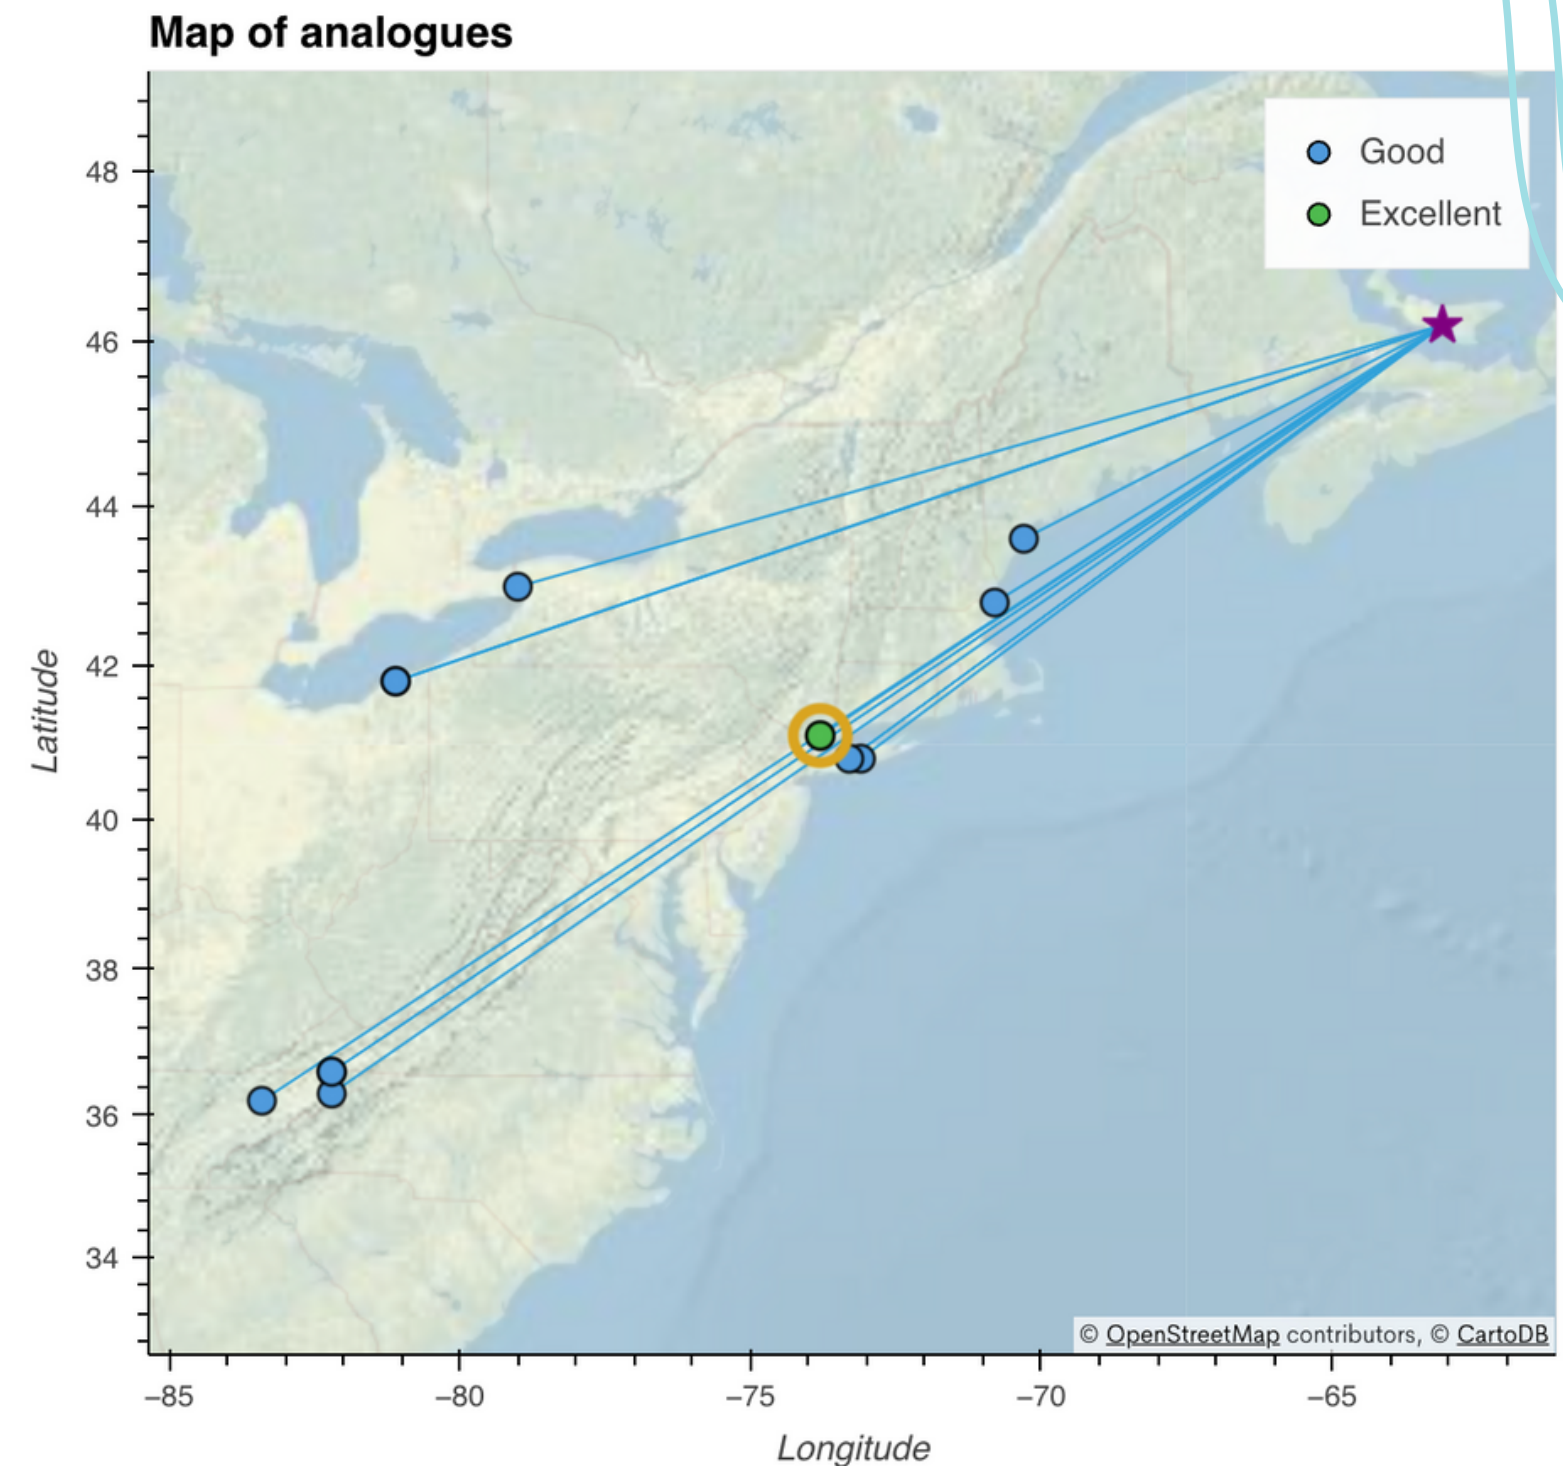 Map of analogues
Good
Excellent
48
46
44
42
40
38
36
34
Latitude
© OpenStreetMap contributors, © CartoDB
−85
−80
−75
−70
−65
Longitude